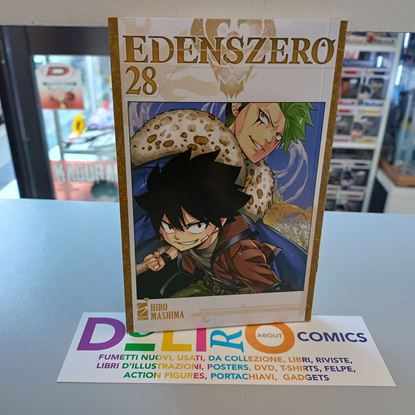 EDENSZERO
28
HIRO
MASHIMA
DELIRO ABOUT COMICS
FUMETTI NUOVI, USATI, DA COLLEZIONE, LIBRI, RIVISTE,
LIBRI D'ILLUSTRAZIONI, POSTERS, DVD, T-SHIRTS, FELPE,
ACTION FIGURES, PORTACHIAVI, GADGETS